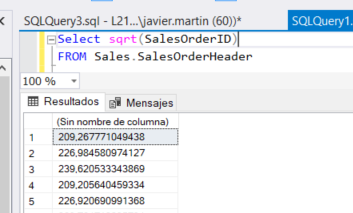 SQLQuery3.sql - L21...\javier.martin (60))*
SQLQuery1.
Select sqrt(SalesOrderID)
FROM Sales.SalesOrderHeader
100 %
Resultados Mensajes
(Sin nombre de columna)
1 209,267771049438
2 226,984580974127
3 239,620533343869
4 209,205640459334
5 226,920690991368